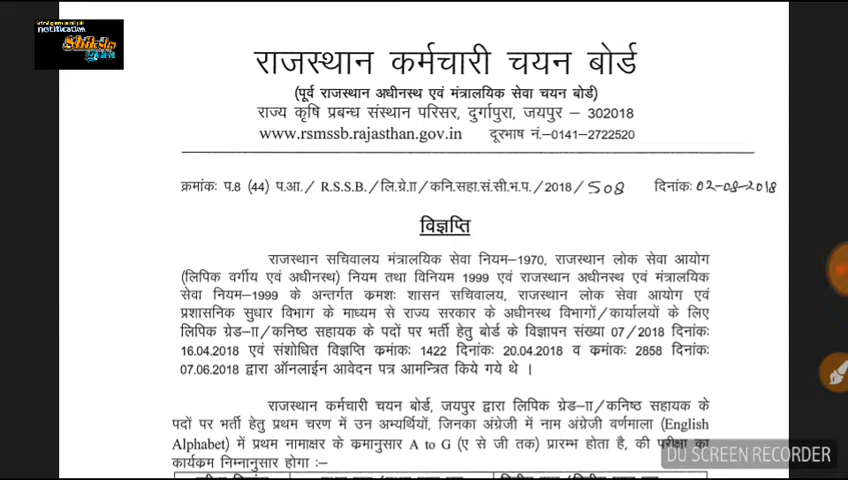 notification
राजस्थान कर्मचारी चयन बोर्ड
(पूर्व राजस्थान अधीनस्थ एवं मंत्रालयिक सेवा चयन बोर्ड)
राज्य कृषि प्रबन्ध संस्थान परिसर, दुर्गापुरा, जयपुर – 302018
www.rsmssb.rajasthan.gov.in दूरभाष नं.–0141–2722520
क्रमांकः प.8 (44) प.आ./ R.S.S.B./लि.ग्रे.II/कनि.सहा.सं.सी.भ.प./2018/508 दिनांकः 02-08-2018
विज्ञप्ति
राजस्थान सचिवालय मंत्रालयिक सेवा नियम–1970, राजस्थान लोक सेवा आयोग
(लिपिक वर्गीय एवं अधीनस्थ) नियम तथा विनियम 1999 एवं राजस्थान अधीनस्थ एवं मंत्रालयिक
सेवा नियम–1999 के अन्तर्गत क्रमशः शासन सचिवालय, राजस्थान लोक सेवा आयोग एवं
प्रशासनिक सुधार विभाग के माध्यम से राज्य सरकार के अधीनस्थ विभागों/कार्यालयों के लिए
लिपिक ग्रेड–II/कनिष्ठ सहायक के पदों पर भर्ती हेतु बोर्ड के विज्ञापन संख्या 07/2018 दिनांकः
16.04.2018 एवं संशोधित विज्ञप्ति क्रमांकः 1422 दिनांकः 20.04.2018 व क्रमांकः 2858 दिनांकः
07.06.2018 द्वारा ऑनलाईन आवेदन पत्र आमन्त्रित किये गये थे ।
राजस्थान कर्मचारी चयन बोर्ड, जयपुर द्वारा लिपिक ग्रेड–II/कनिष्ठ सहायक के
पदों पर भर्ती हेतु प्रथम चरण में उन अभ्यर्थियों, जिनका अंग्रेजी में नाम अंग्रेजी वर्णमाला (English
Alphabet) में प्रथम नामाक्षर के क्रमानुसार A to G (ए से जी तक) प्रारम्भ होता है, की परीक्षा का
कार्यक्रम निम्नानुसार होगा :–
DU SCREEN RECORDER